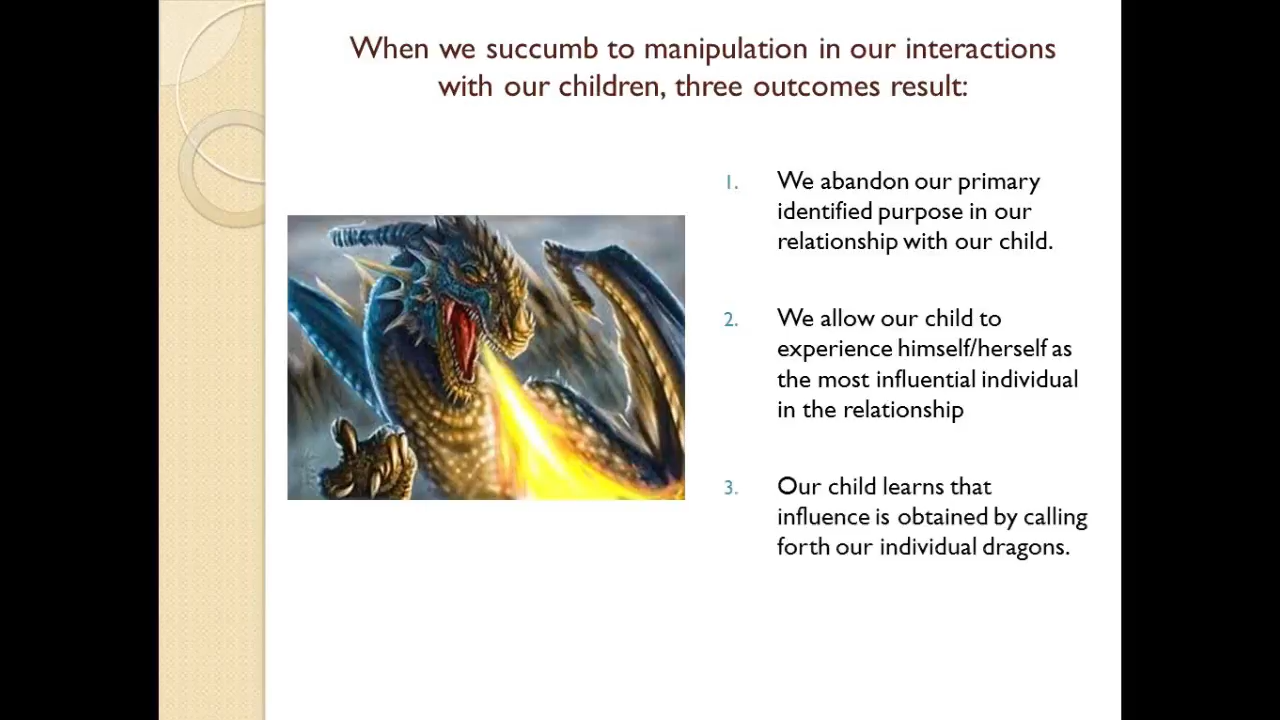 When we succumb to manipulation in our interactions
with our children, three outcomes result:
1. We abandon our primary
identified purpose in our
relationship with our child.
2. We allow our child to
experience himself/herself as
the most influential individual
in the relationship
3. Our child learns that
influence is obtained by calling
forth our individual dragons.